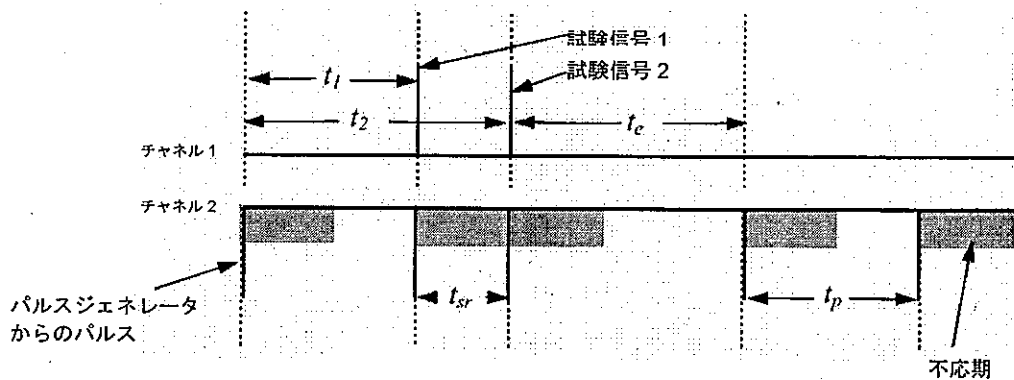 試験信号 1
試験信号 2
t1
t2
te
チャネル 1
チャネル 2
tsr
tp
パルスジェネレータ
からのパルス
不応期